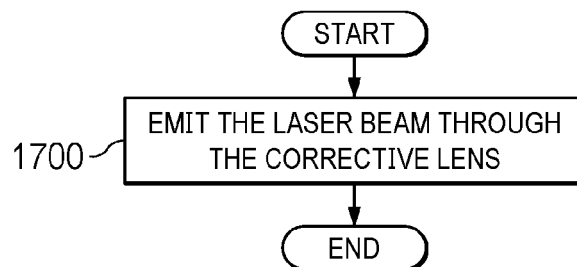 START
1700
EMIT THE LASER BEAM THROUGH
THE CORRECTIVE LENS
END